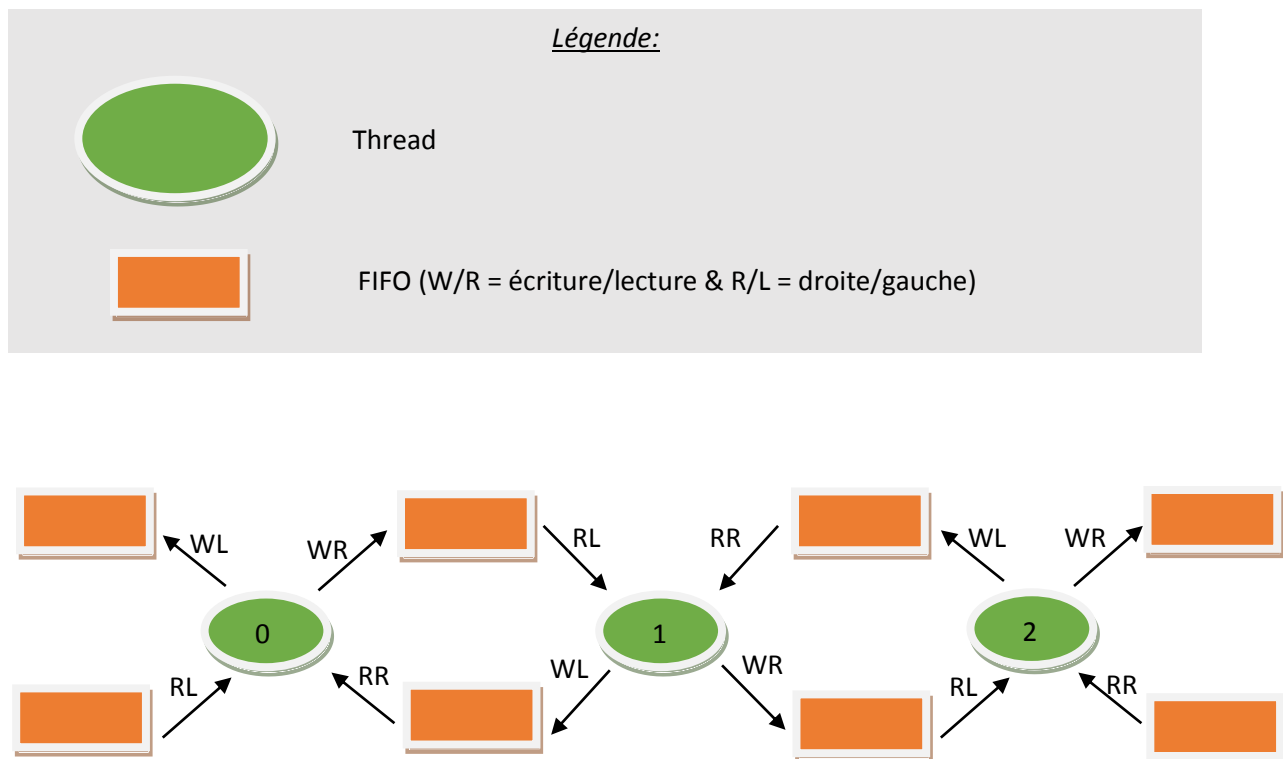 Légende:
Thread
FIFO (W/R = écriture/lecture & R/L = droite/gauche)
WL WR RL RR WL WR
0 1 2
RL RR WL WR RL RR